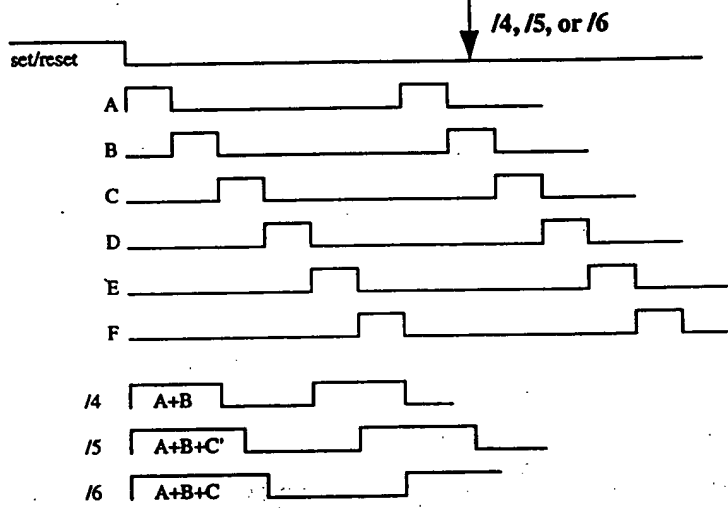 /4, /5, or /6
set/reset
A
B
C
D
E
F
/4 A+B
/5 A+B+C'
/6 A+B+C